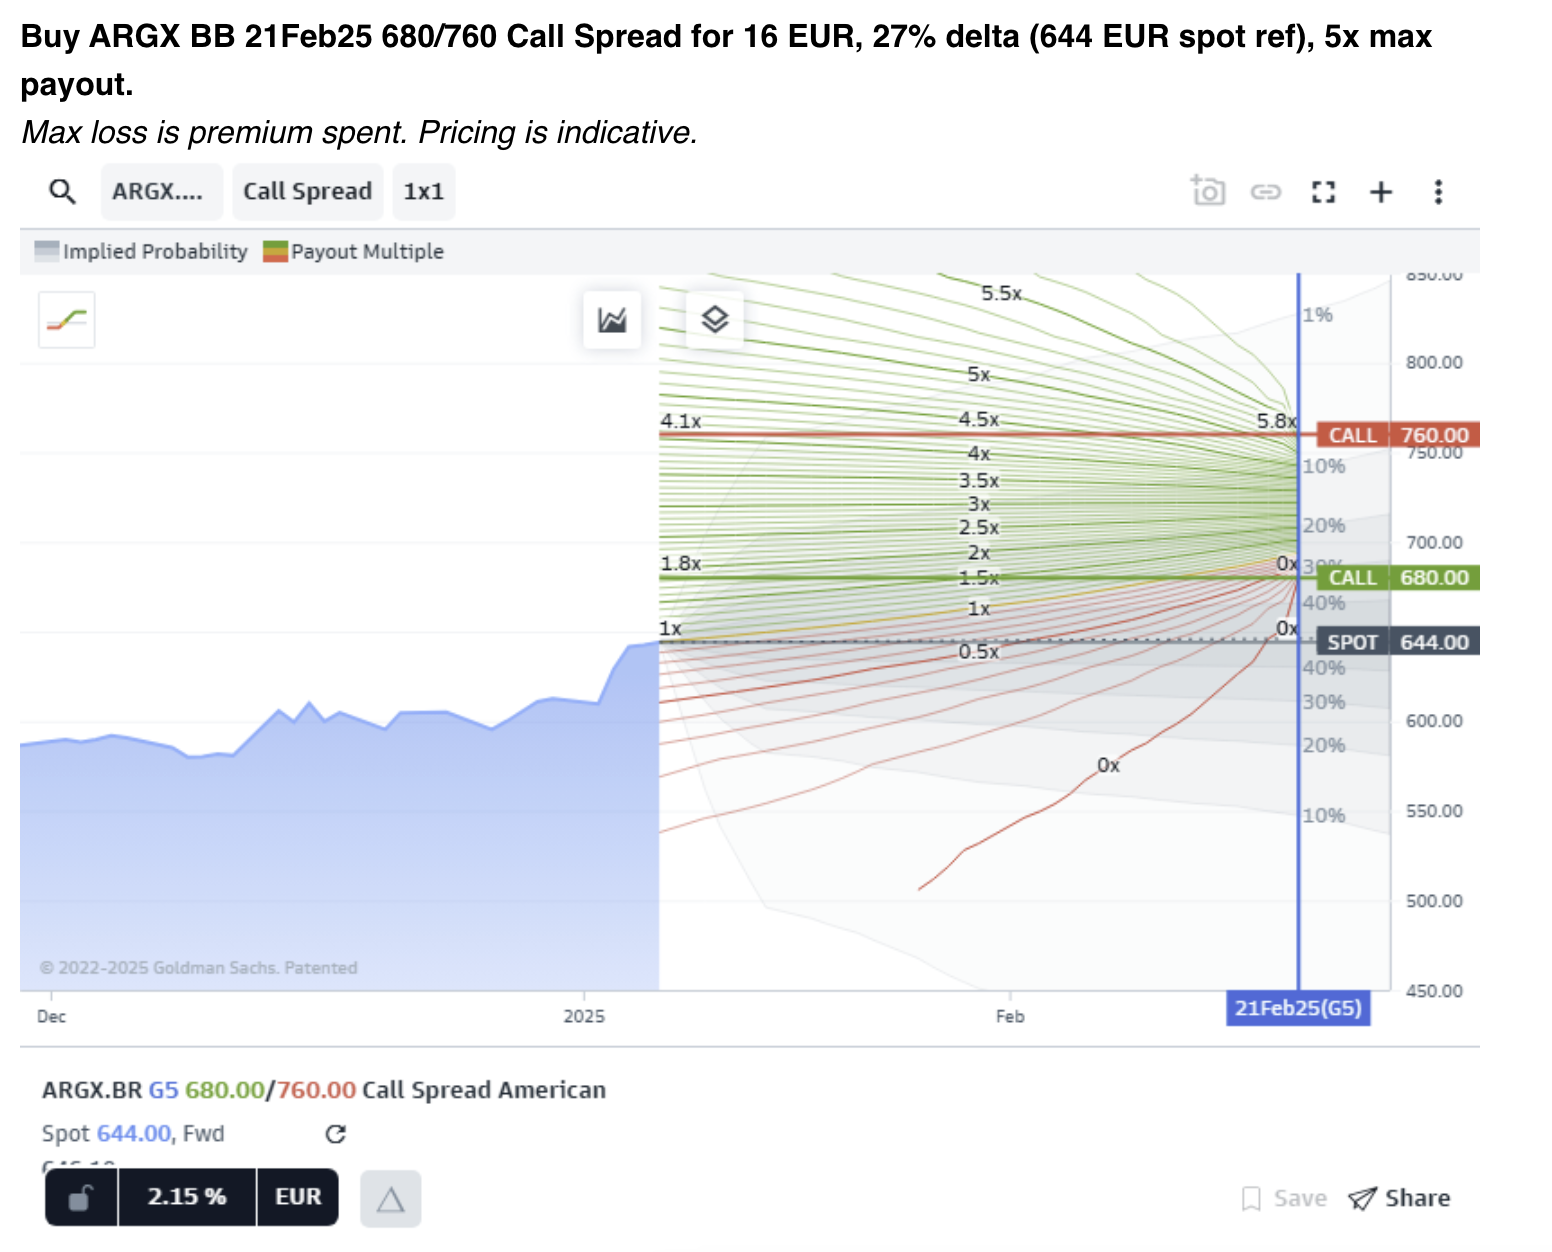 Buy ARGX BB 21Feb25 680/760 Call Spread for 16 EUR, 27% delta (644 EUR spot ref), 5x max
payout.
Max loss is premium spent. Pricing is indicative.
ARGX....
Call Spread
1x1
Implied Probability
Payout Multiple
850.00
5.5x
1%
800.00
5x
4.1x
4.5x
5.8x
CALL 760.00
750.00
4x
10%
3.5x
3x
2.5x
20%
700.00
2x
1.8x
0x
30%
1.5x
CALL 680.00
40%
1x
1x
0x
SPOT 644.00
0.5x
40%
30%
600.00
20%
0x
550.00
10%
500.00
© 2022-2025 Goldman Sachs. Patented
450.00
Dec
2025
Feb
21Feb25(G5)
ARGX.BR G5 680.00/760.00 Call Spread American
Spot 644.00, Fwd
2.15 %
EUR
Save
Share